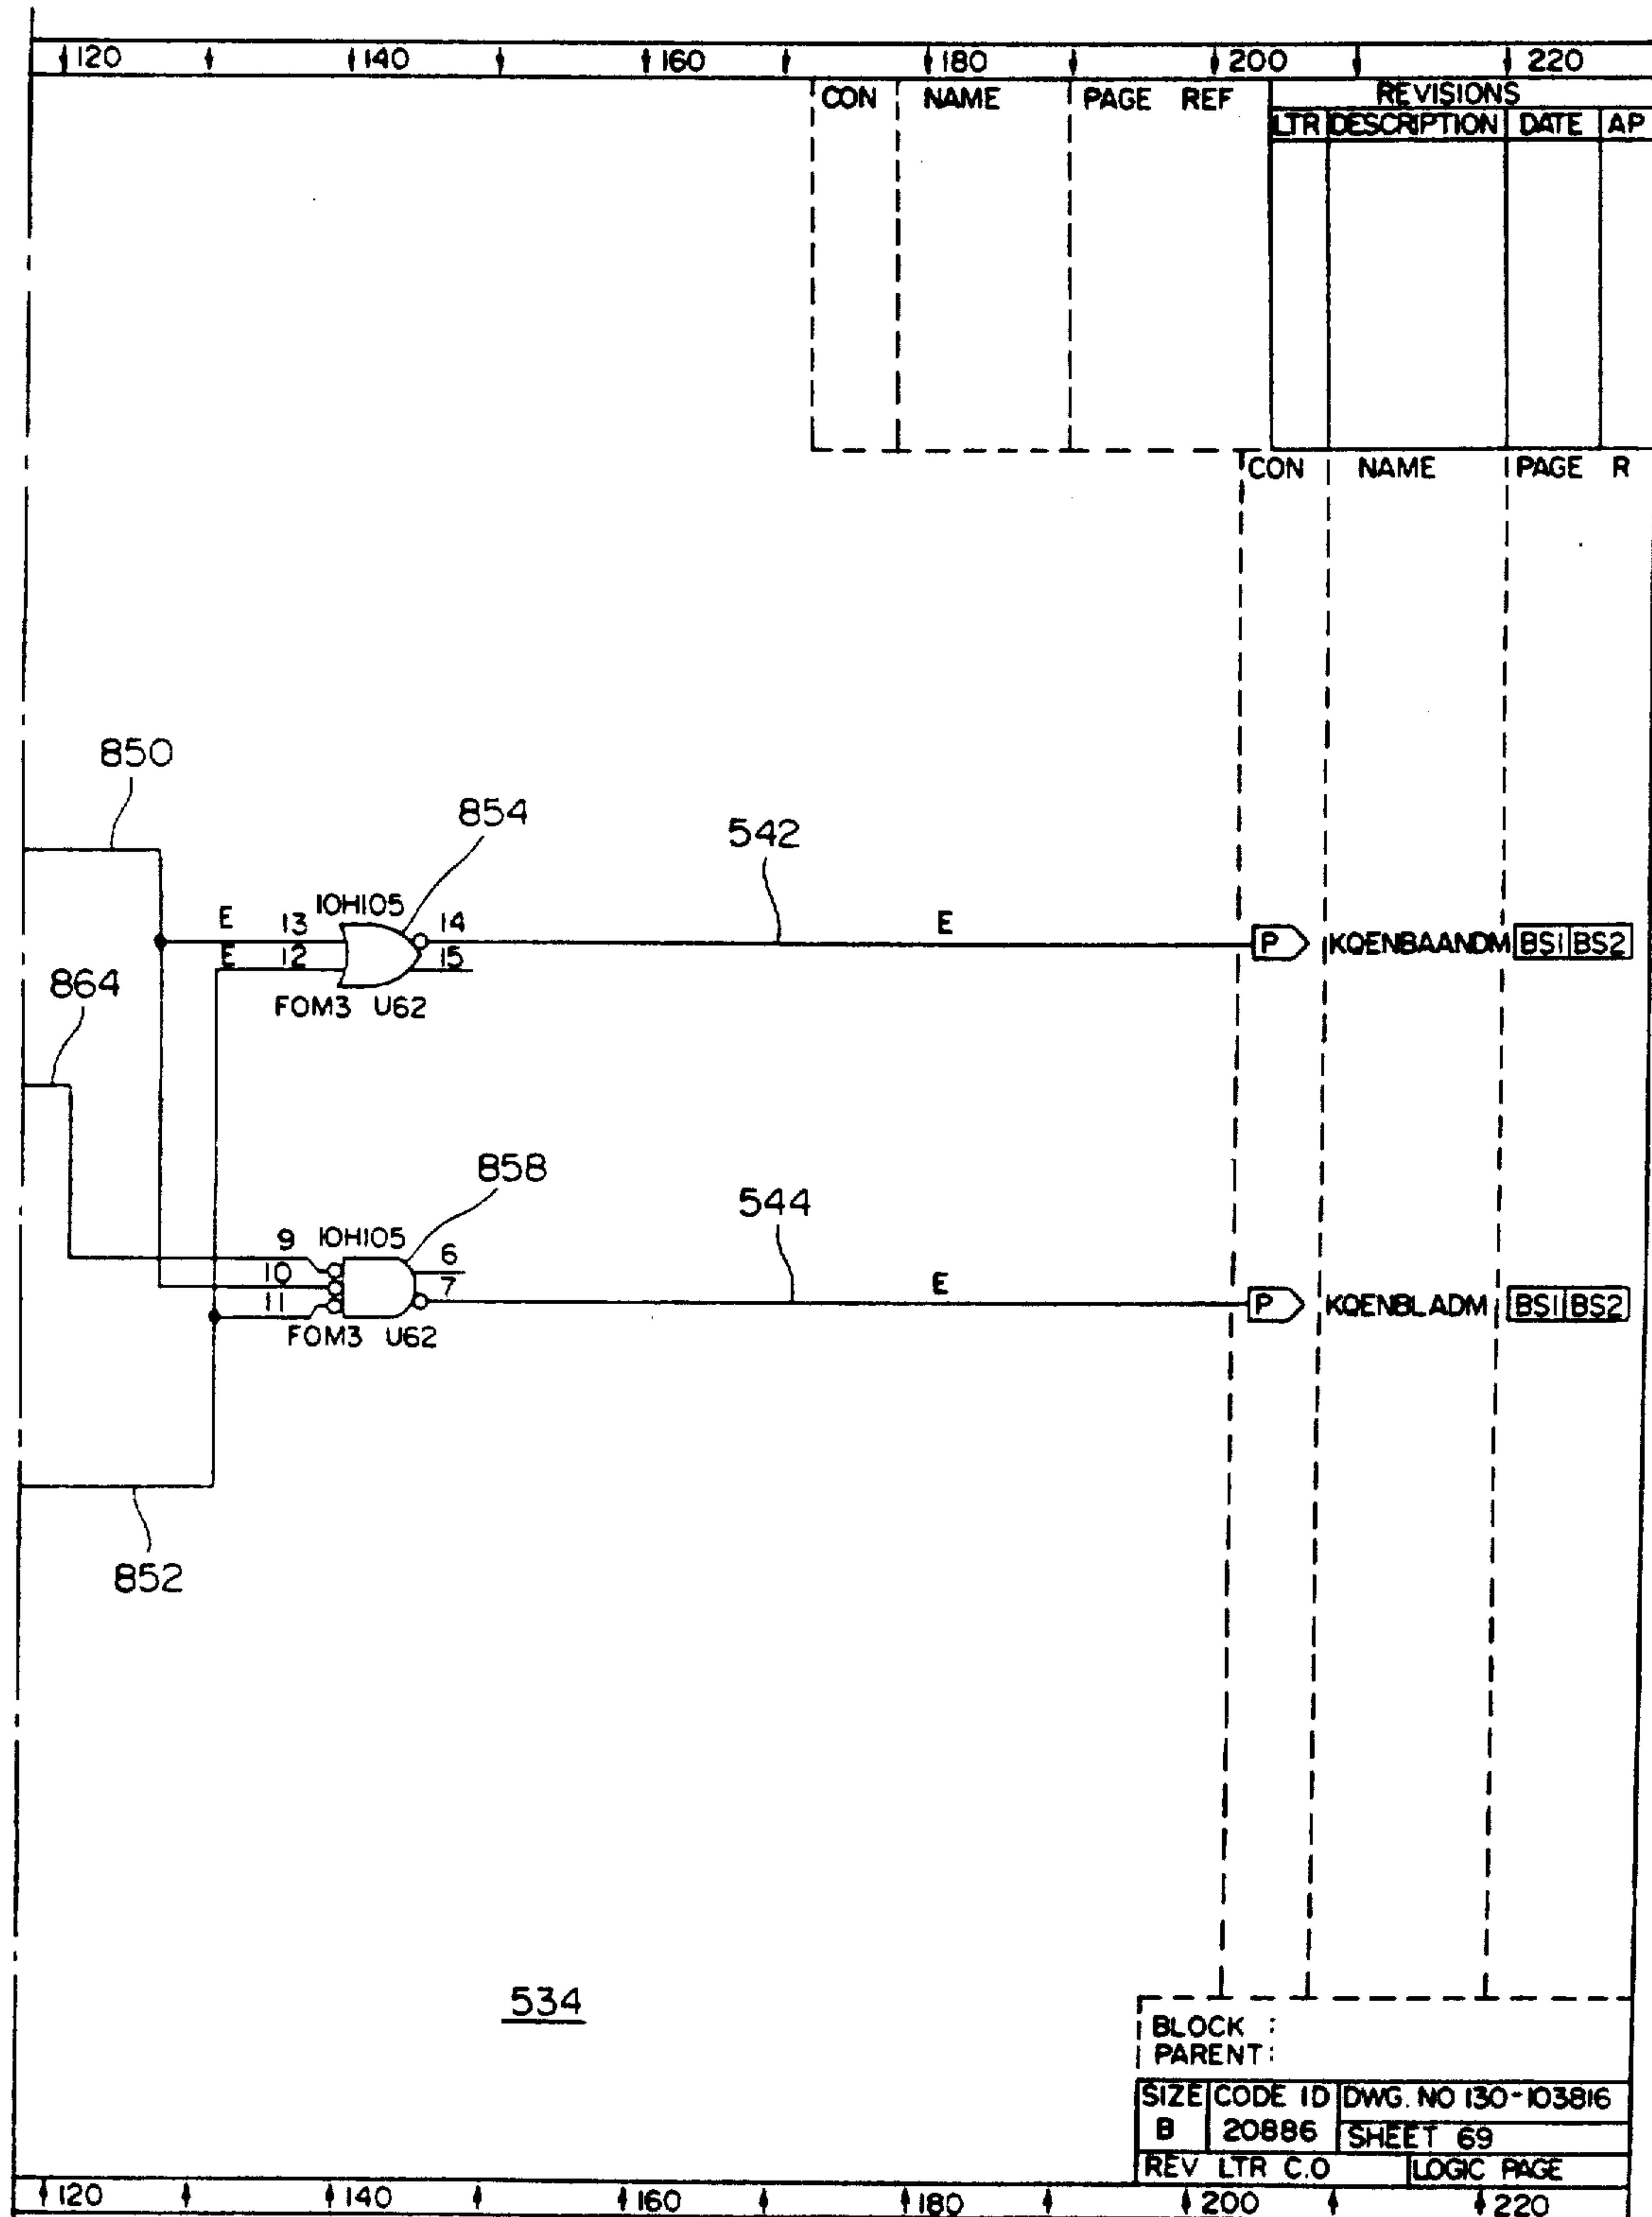 120 140 160 180 200 220
CON NAME PAGE REF
REVISIONS
LTR DESCRIPTION DATE AP
CON NAME PAGE R
850
854
542
10H105
E 13 14 E
P KQENBAANDM BS1 BS2
E 12 15
864
FOM3 U62
858
544
9 10H105 6
10 7 E
P KQENBLADM BS1 BS2
11
FOM3 U62
852
534
BLOCK :
PARENT:
SIZE CODE ID DWG. NO 130-103816
B 20886 SHEET 69
REV LTR C.O LOGIC PAGE
120 140 160 180 200 220